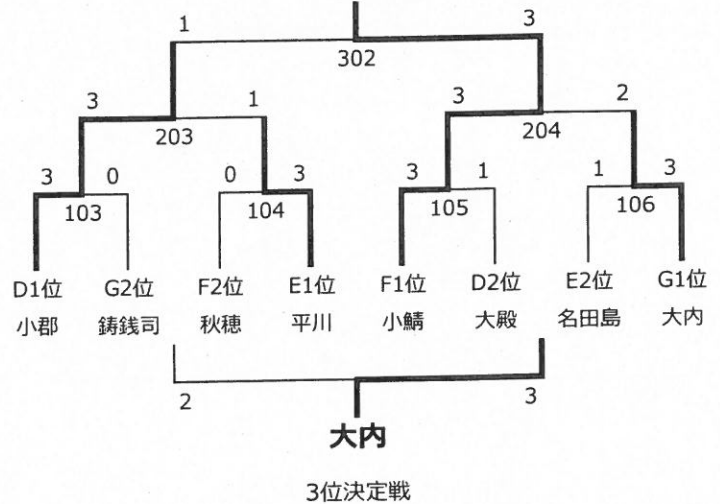 1 3
302
3 1 3 2
203 204
3 0 0 3 3 1 1 3
103 104 105 106
D1位 G2位 F2位 E1位 F1位 D2位 E2位 G1位
小郡 鋳銭司 秋穂 平川 小鯖 大殿 名田島 大内
2 3
大内
3位決定戦